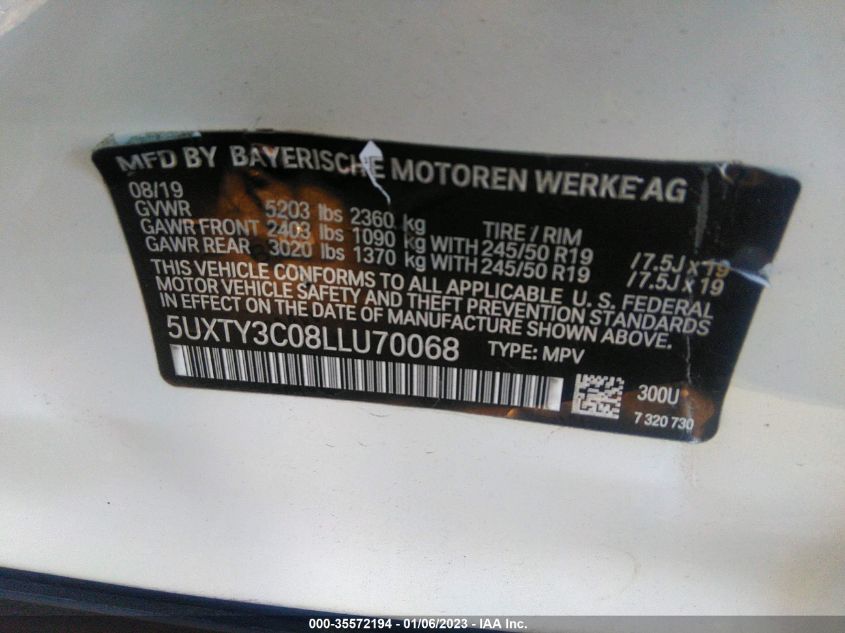 MFD BY BAYERISCHE MOTOREN WERKE AG
08/19
GVWR 5203 lbs 2360 kg TIRE / RIM
GAWR FRONT 2403 lbs 1090 kg WITH 245/50 R19 /7.5J x 19
GAWR REAR 3020 lbs 1370 kg WITH 245/50 R19 /7.5J x 19
THIS VEHICLE CONFORMS TO ALL APPLICABLE U. S. FEDERAL
MOTOR VEHICLE SAFETY AND THEFT PREVENTION STANDARDS
IN EFFECT ON THE DATE OF MANUFACTURE SHOWN ABOVE.
5UXTY3C08LLU70068 TYPE: MPV
300U
7 320 730
000-35572194 - 01/06/2023 - IAA Inc.